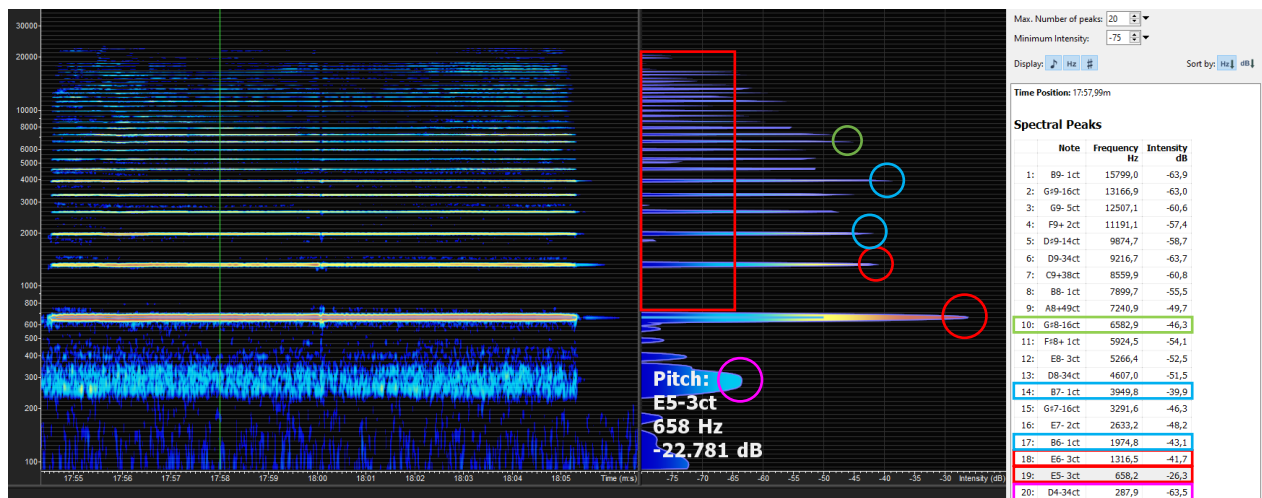 30000
20000
10000
8000
6000
5000
4000
3000
2000
1000
800
600
500
400
300
200
100
17:55 17:56 17:57 17:58 17:59 18:00 18:01 18:02 18:03 18:04 18:05 Time (m:s)
-75 -70 -65 -60 -55 -50 -45 -40 -35 -30 Intensity (dB)
Pitch:
E5-3ct
658 Hz
-22.781 dB
Max. Number of peaks: 20
Minimum Intensity: -75
Display: ♪ Hz # Sort by: Hz dB
Time Position: 17:57,99m
Spectral Peaks
Note Frequency Hz Intensity dB
1: B9- 1ct 15799,0 -63,9
2: G♯9-16ct 13166,9 -63,0
3: G9- 5ct 12507,1 -60,6
4: F9+ 2ct 11191,1 -57,4
5: D♯9-14ct 9874,7 -58,7
6: D9-34ct 9216,7 -63,7
7: C9+38ct 8559,9 -60,8
8: B8- 1ct 7899,7 -55,5
9: A8+49ct 7240,9 -49,7
10: G♯8-16ct 6582,9 -46,3
11: F♯8+ 1ct 5924,5 -54,1
12: E8- 3ct 5266,4 -52,5
13: D8-34ct 4607,0 -51,5
14: B7- 1ct 3949,8 -39,9
15: G♯7-16ct 3291,6 -46,3
16: E7- 2ct 2633,2 -48,2
17: B6- 1ct 1974,8 -43,1
18: E6- 3ct 1316,5 -41,7
19: E5- 3ct 658,2 -26,3
20: D4-34ct 287,9 -63,5